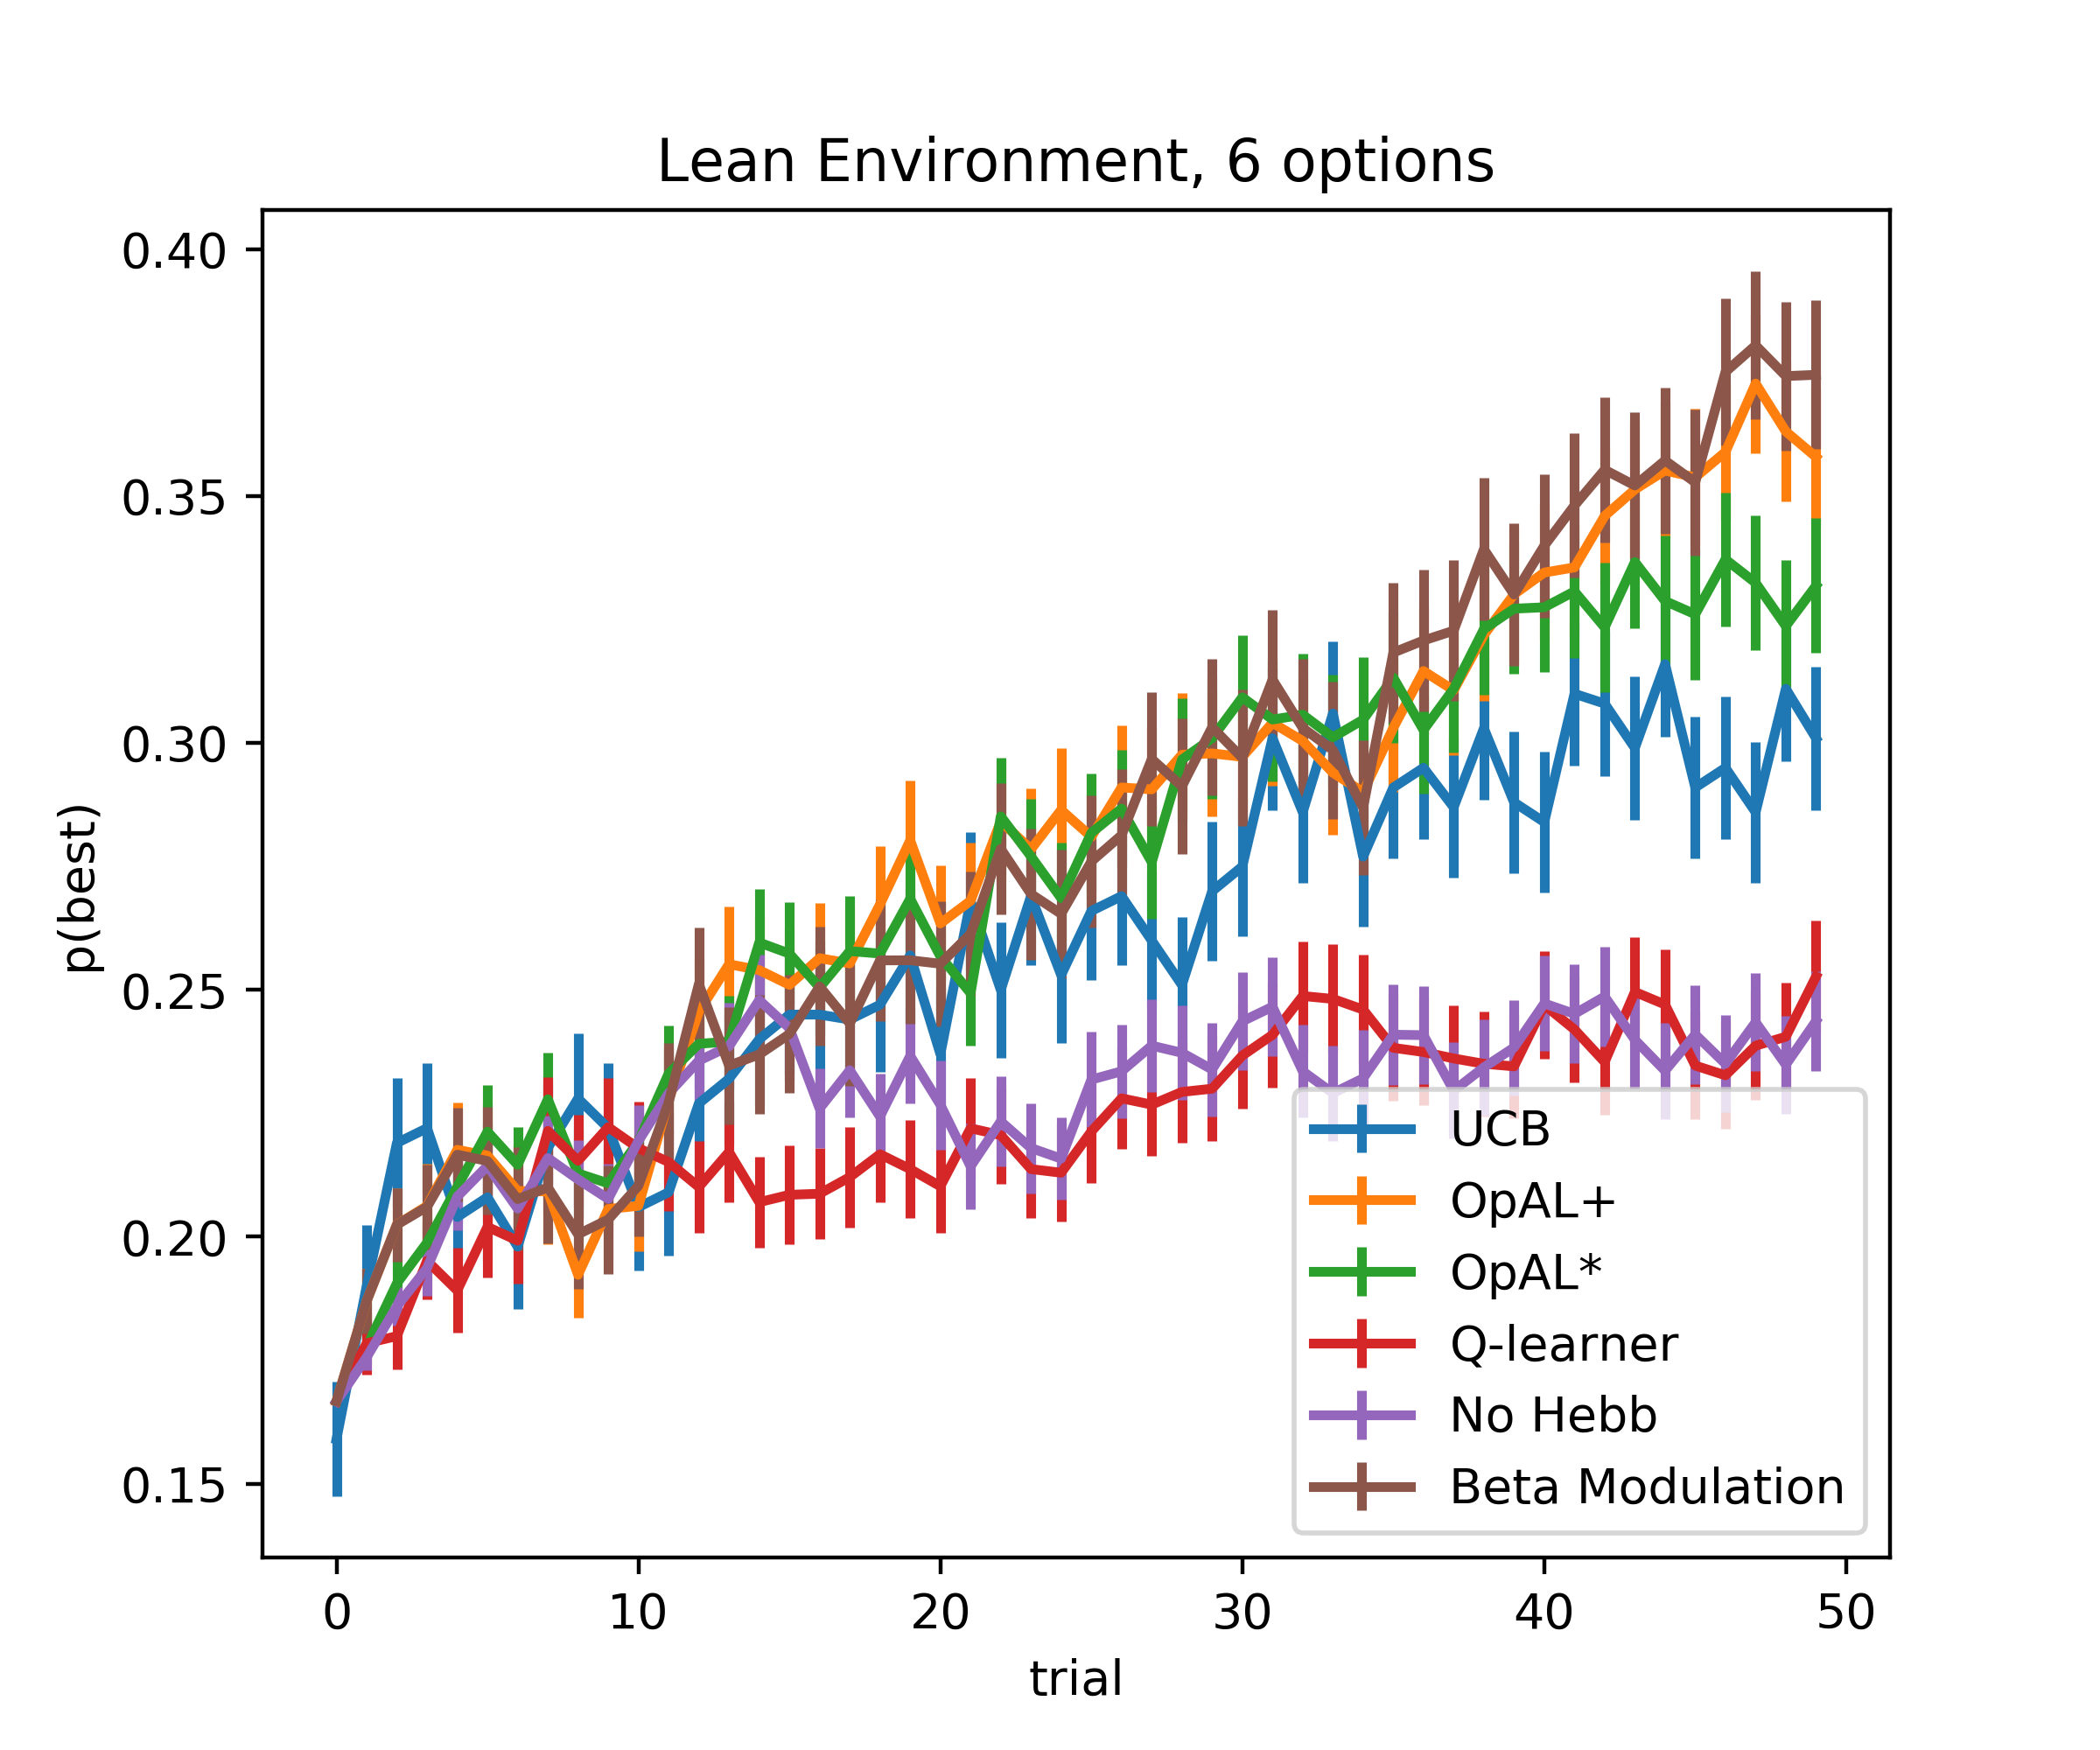 Lean Environment, 6 options
0.40
0.35
0.30
0.25
0.20
0.15
p(best)
0 10 20 30 40 50
trial
UCB
OpAL+
OpAL*
Q-learner
No Hebb
Beta Modulation